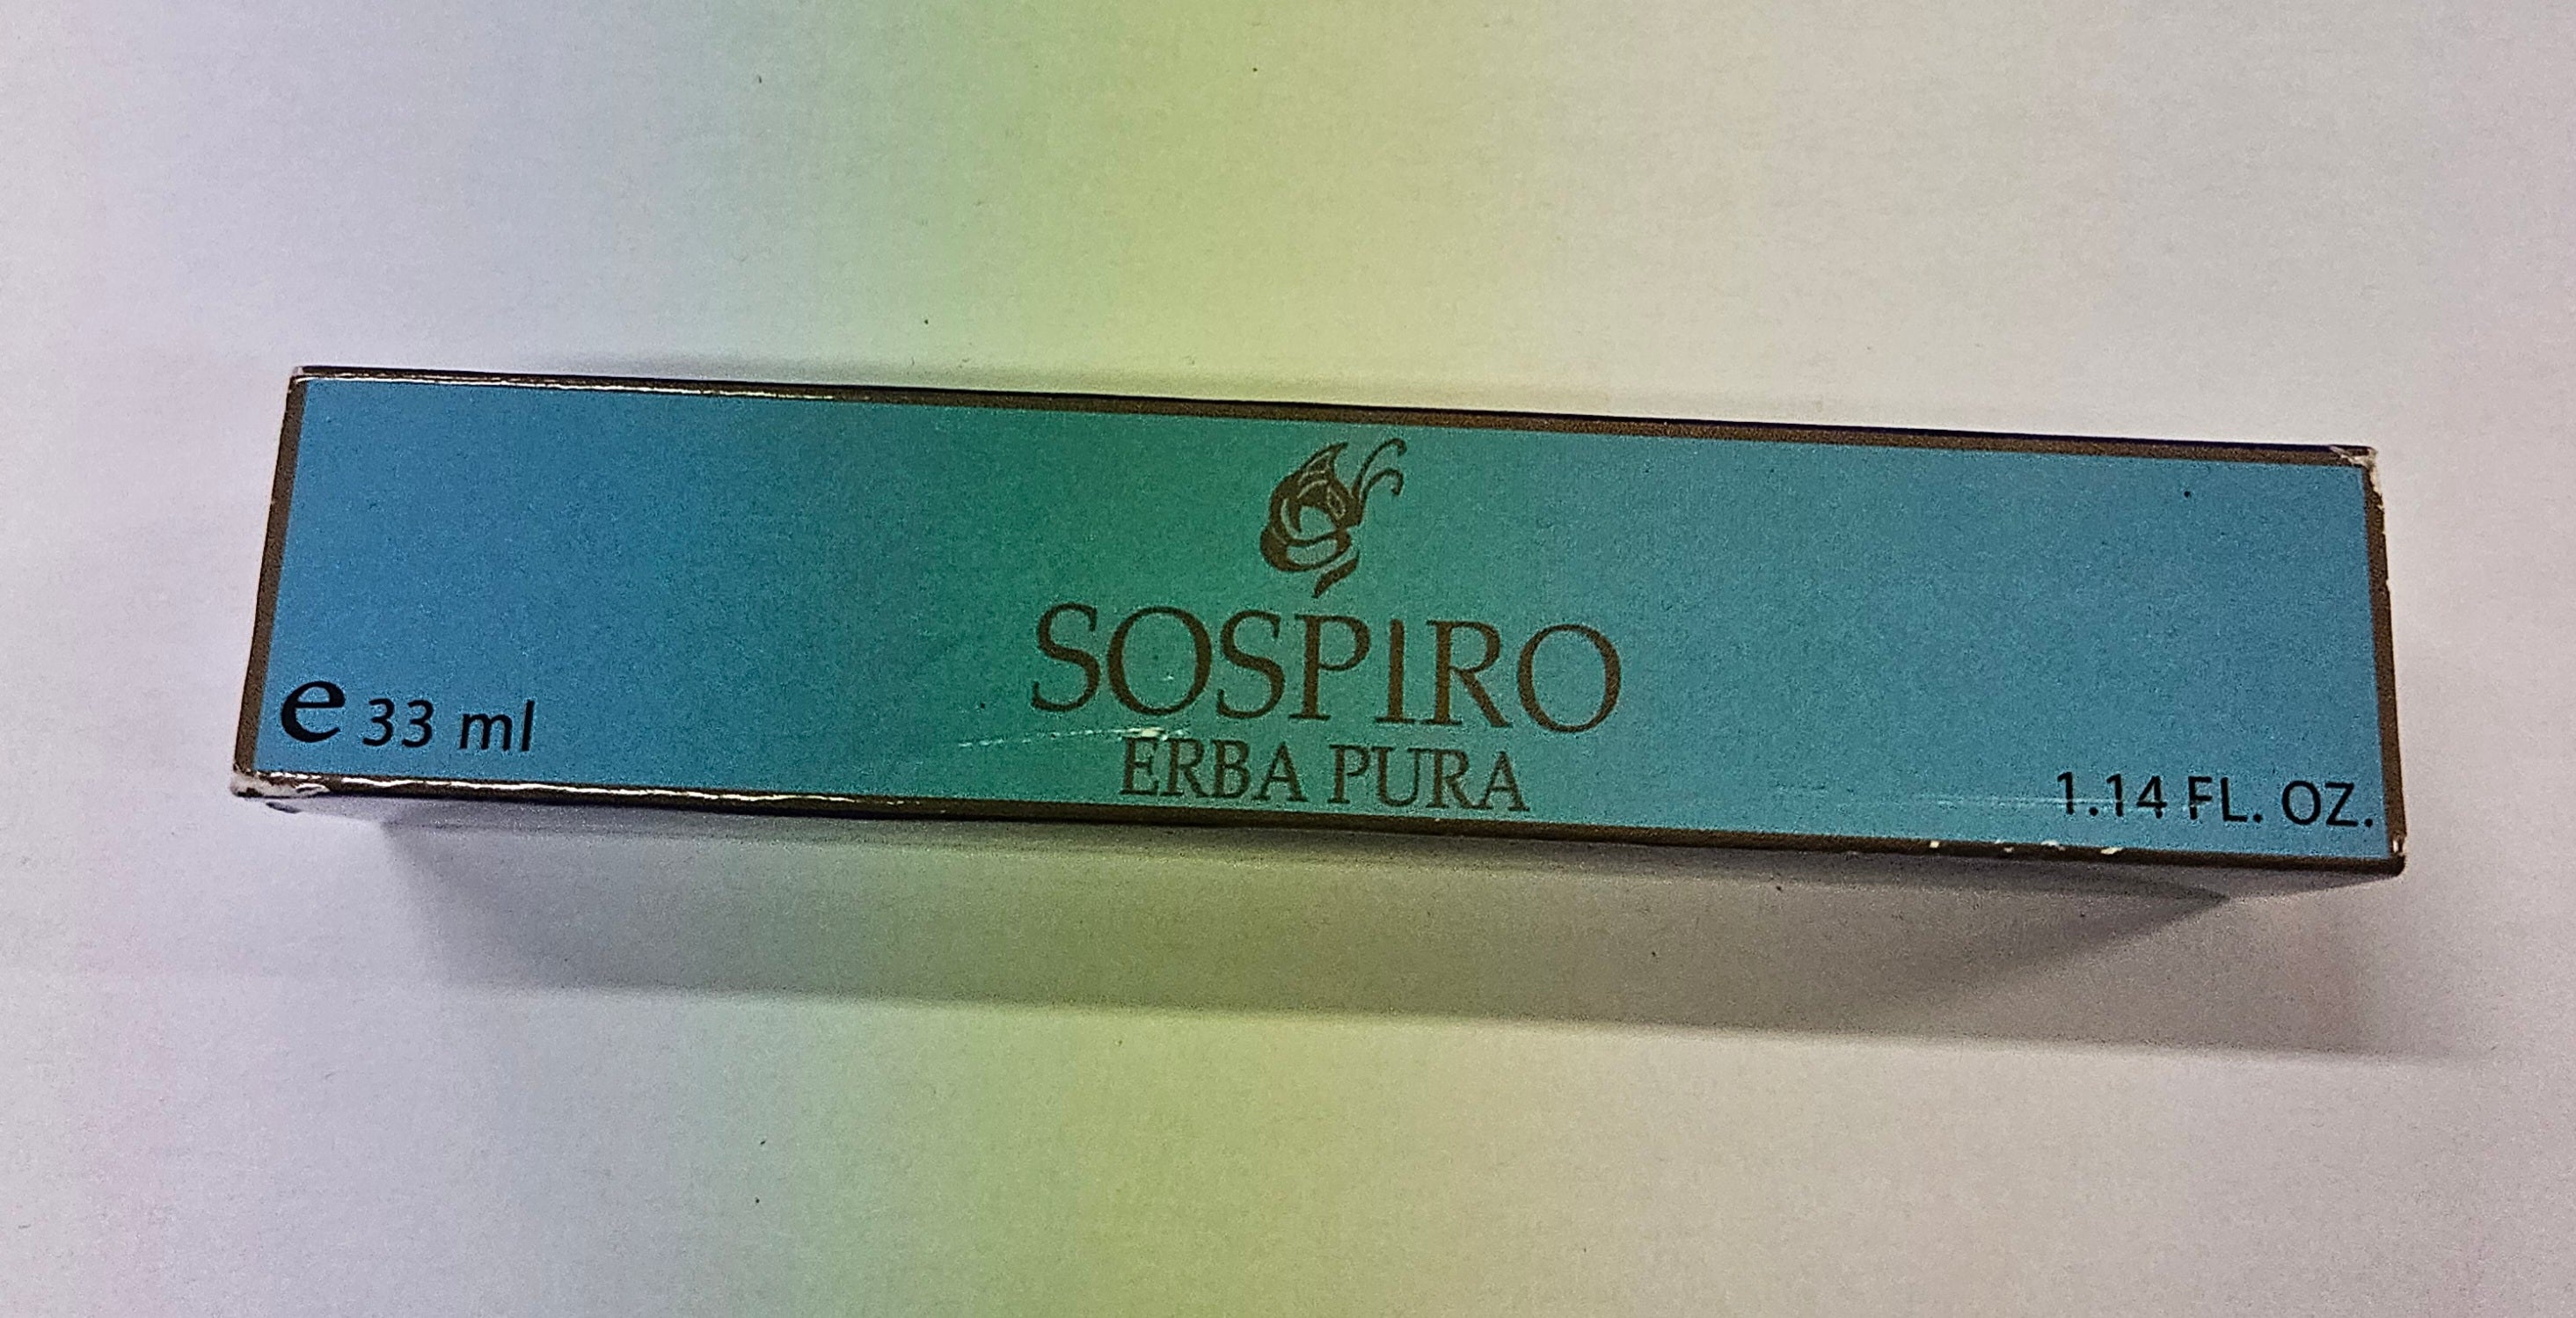 SOSPIRO
ERBA PURA
e 33 ml
1.14 FL. OZ.